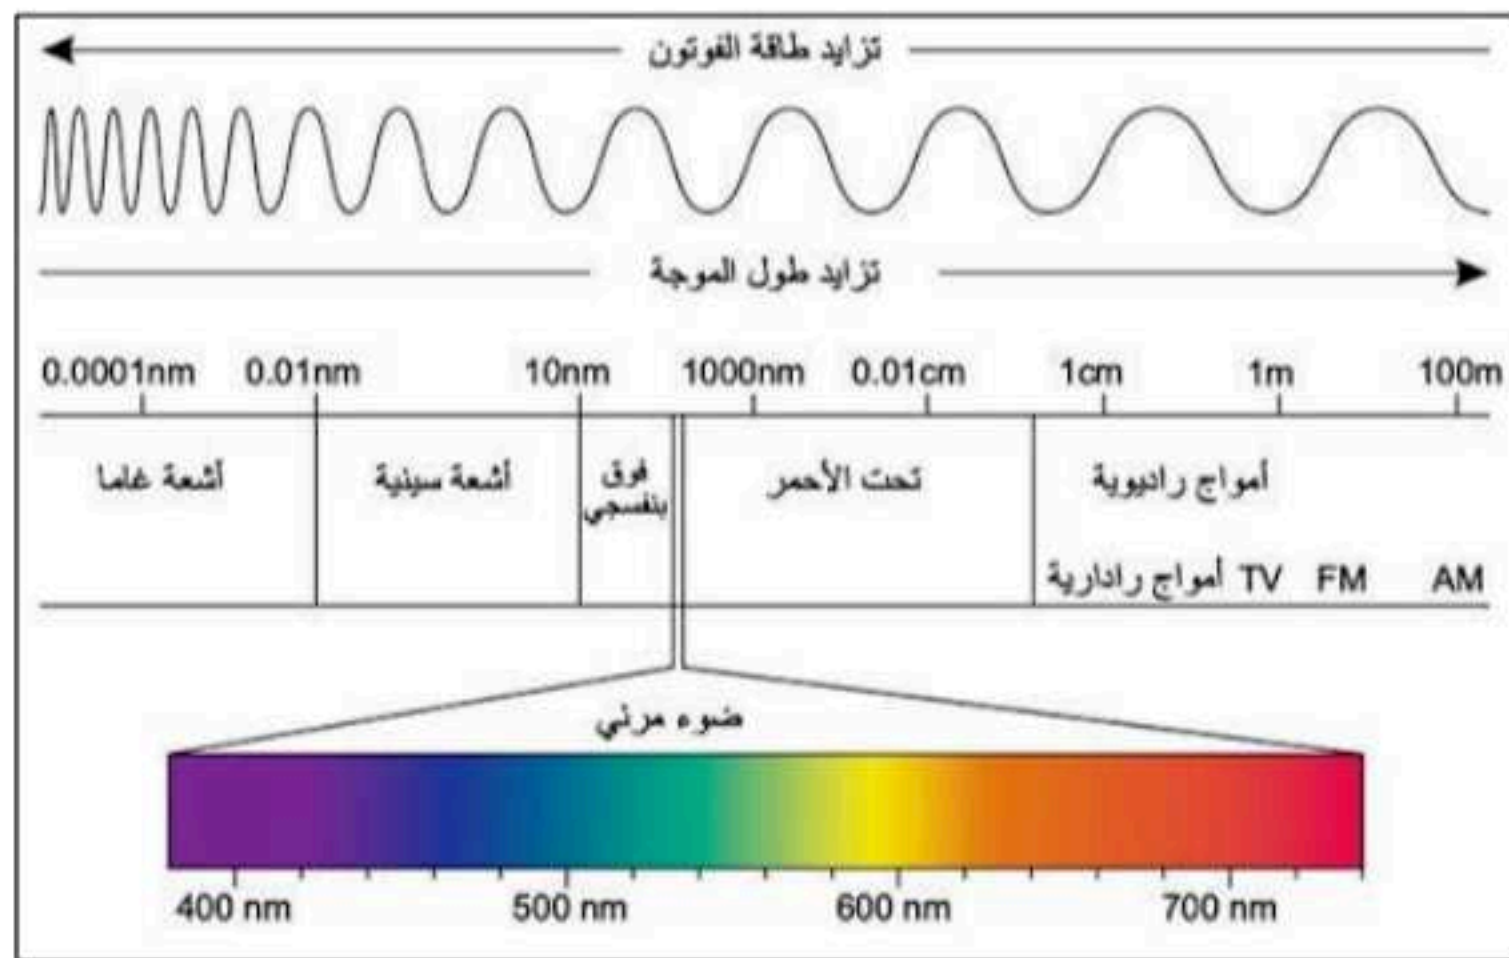 تزايد طاقة الفوتون
تزايد طول الموجة
0.0001nm 0.01nm 10nm 1000nm 0.01cm 1cm 1m 100m
أشعة غاما أشعة سينية فوق بنفسجي تحت الأحمر أمواج راديوية
أمواج رادارية TV FM AM
ضوء مرئي
400 nm 500 nm 600 nm 700 nm